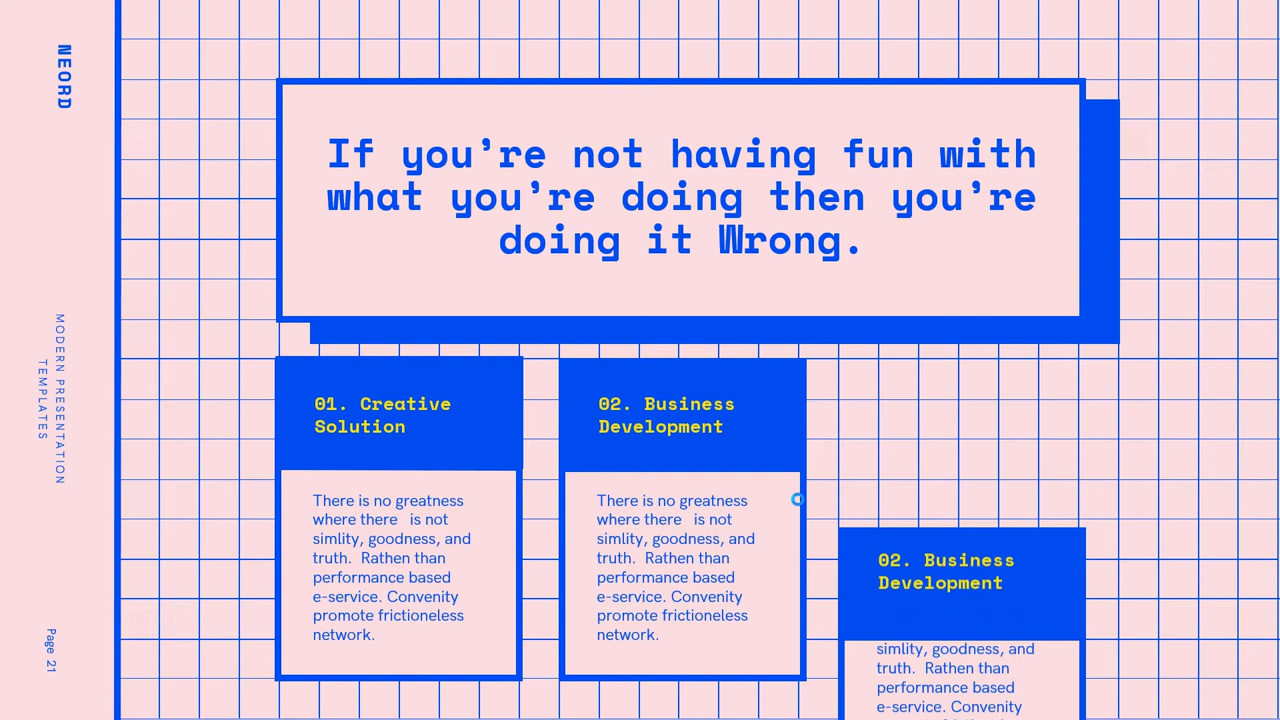 NEORD
MODERN PRESENTATION
TEMPLATES
Page 21
If you're not having fun with
what you're doing then you're
doing it Wrong.
01. Creative
Solution
There is no greatness
where there is not
simlity, goodness, and
truth. Rathen than
performance based
e-service. Convenity
promote frictioneless
network.
02. Business
Development
There is no greatness
where there is not
simlity, goodness, and
truth. Rathen than
performance based
e-service. Convenity
promote frictioneless
network.
02. Business
Development
simlity, goodness, and
truth. Rathen than
performance based
e-service. Convenity